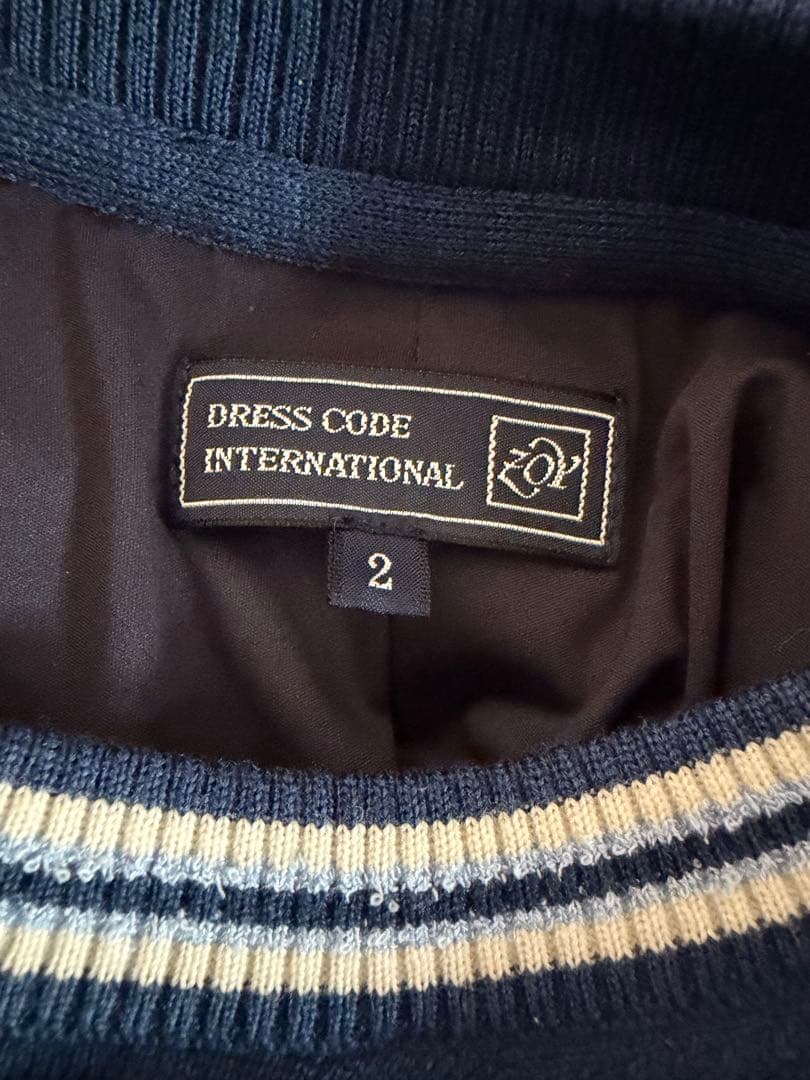 DRESS CODE
INTERNATIONAL
ZOY
2